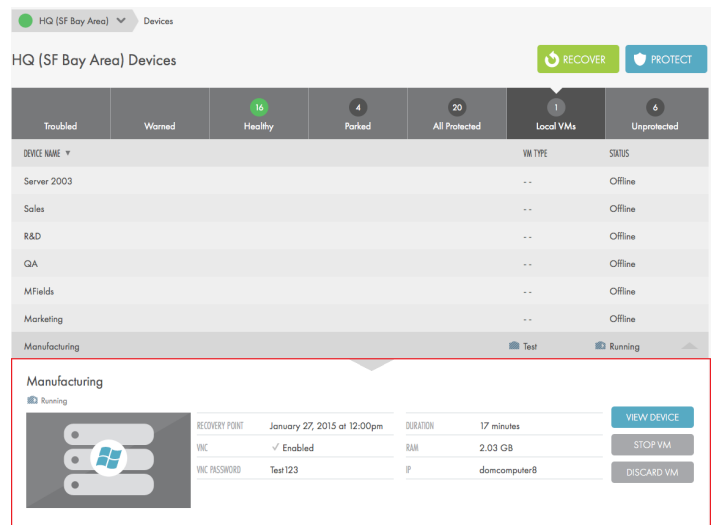 HQ (SF Bay Area) Devices
HQ (SF Bay Area) Devices RECOVER PROTECT
16 4 20 1 6
Troubled Warned Healthy Parked All Protected Local VMs Unprotected
DEVICE NAME VM TYPE STATUS
Server 2003 -- Offline
Sales -- Offline
R&D -- Offline
QA -- Offline
MFields -- Offline
Marketing -- Offline
Manufacturing Test Running
Manufacturing
Running
RECOVERY POINT January 27, 2015 at 12:00pm DURATION 17 minutes VIEW DEVICE
VNC Enabled RAM 2.03 GB STOP VM
VNC PASSWORD Test123 IP domcomputer8 DISCARD VM